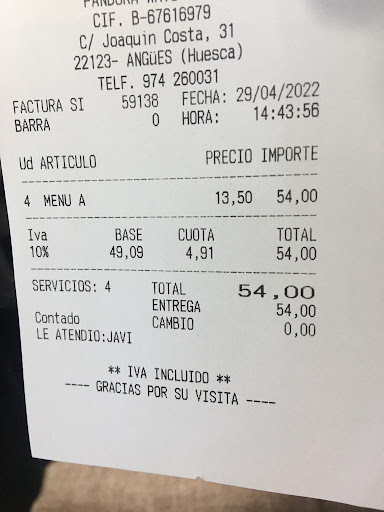 CIF. B-67616979
C/ Joaquin Costa, 31
22123- ANGüES (Huesca)
TELF. 974 260031
FACTURA SI 59138 FECHA: 29/04/2022
BARRA 0 HORA: 14:43:56
Ud ARTICULO PRECIO IMPORTE
4 MENU A 13,50 54,00
Iva BASE CUOTA TOTAL
10% 49,09 4,91 54,00
SERVICIOS: 4 TOTAL 54,00
ENTREGA 54,00
Contado CAMBIO 0,00
LE ATENDIO:JAVI
** IVA INCLUIDO **
---- GRACIAS POR SU VISITA ----